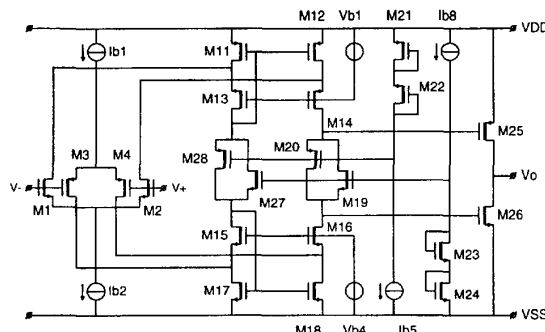 M12 Vb1 M21 Ib8
VDD
Ib1 M11
M22
M13
M14
M3 M4 M28 M20 M25
V- V+ Vo
M1 M2 M27 M19 M26
M15 M16
M23
Ib2 M17 M24
VSS
M18 Vb4 Ib5